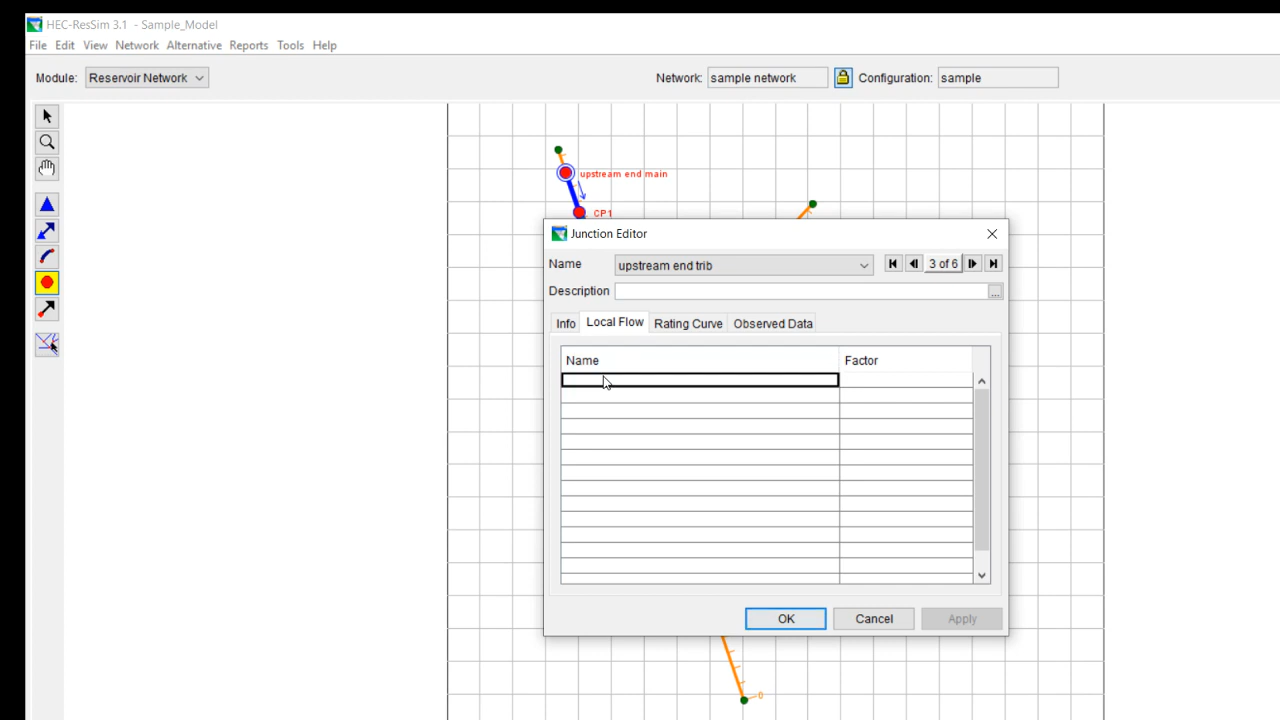 HEC-ResSim 3.1 - Sample_Model
File Edit View Network Alternative Reports Tools Help
Module: Reservoir Network Network: sample network Configuration: sample
upstream end main
CP1
Junction Editor
Name upstream end trib 3 of 6
Description ...
Info Local Flow Rating Curve Observed Data
Name Factor
OK Cancel Apply
0